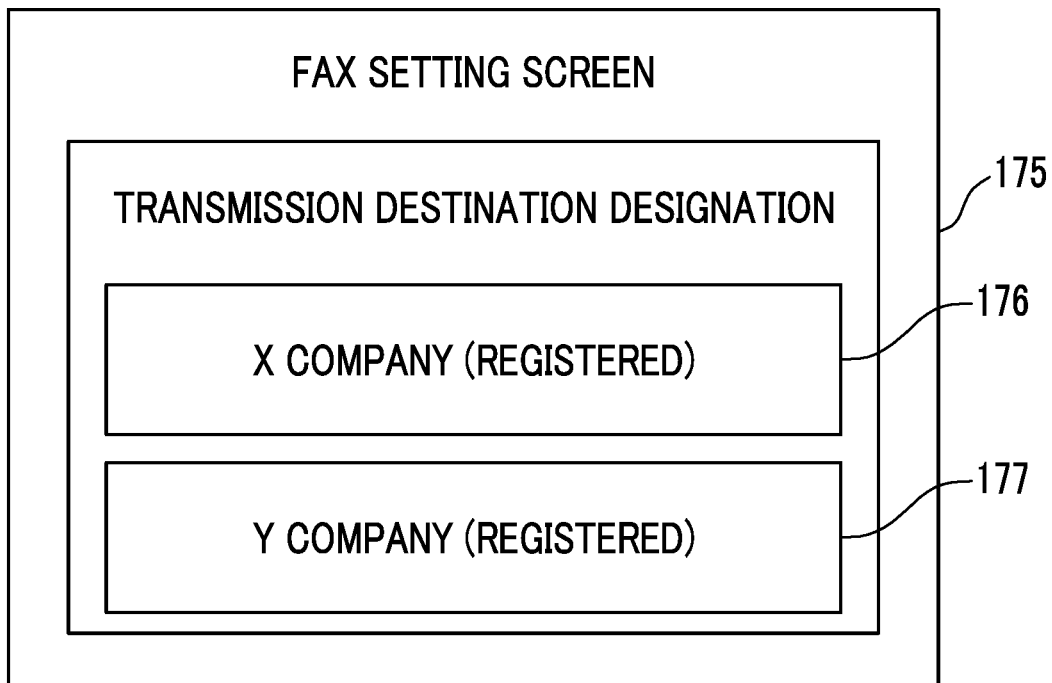 FAX SETTING SCREEN
175
TRANSMISSION DESTINATION DESIGNATION
176
X COMPANY (REGISTERED)
177
Y COMPANY (REGISTERED)